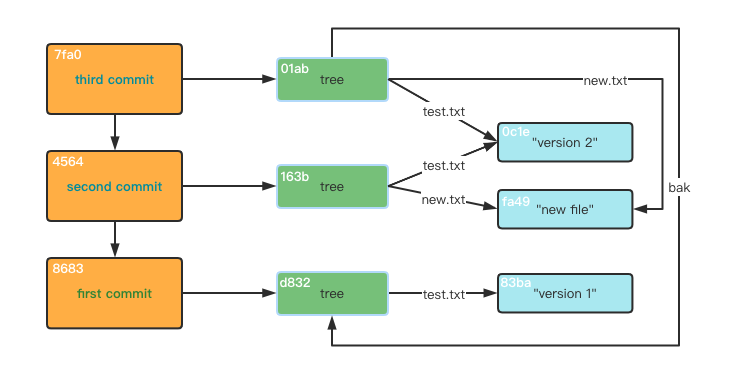 7fa0
third commit
01ab
tree
new.txt
test.txt
0c1e
"version 2"
4564
second commit
163b
tree
test.txt
new.txt
fa49
"new file"
bak
8683
first commit
d832
tree
test.txt
83ba
"version 1"